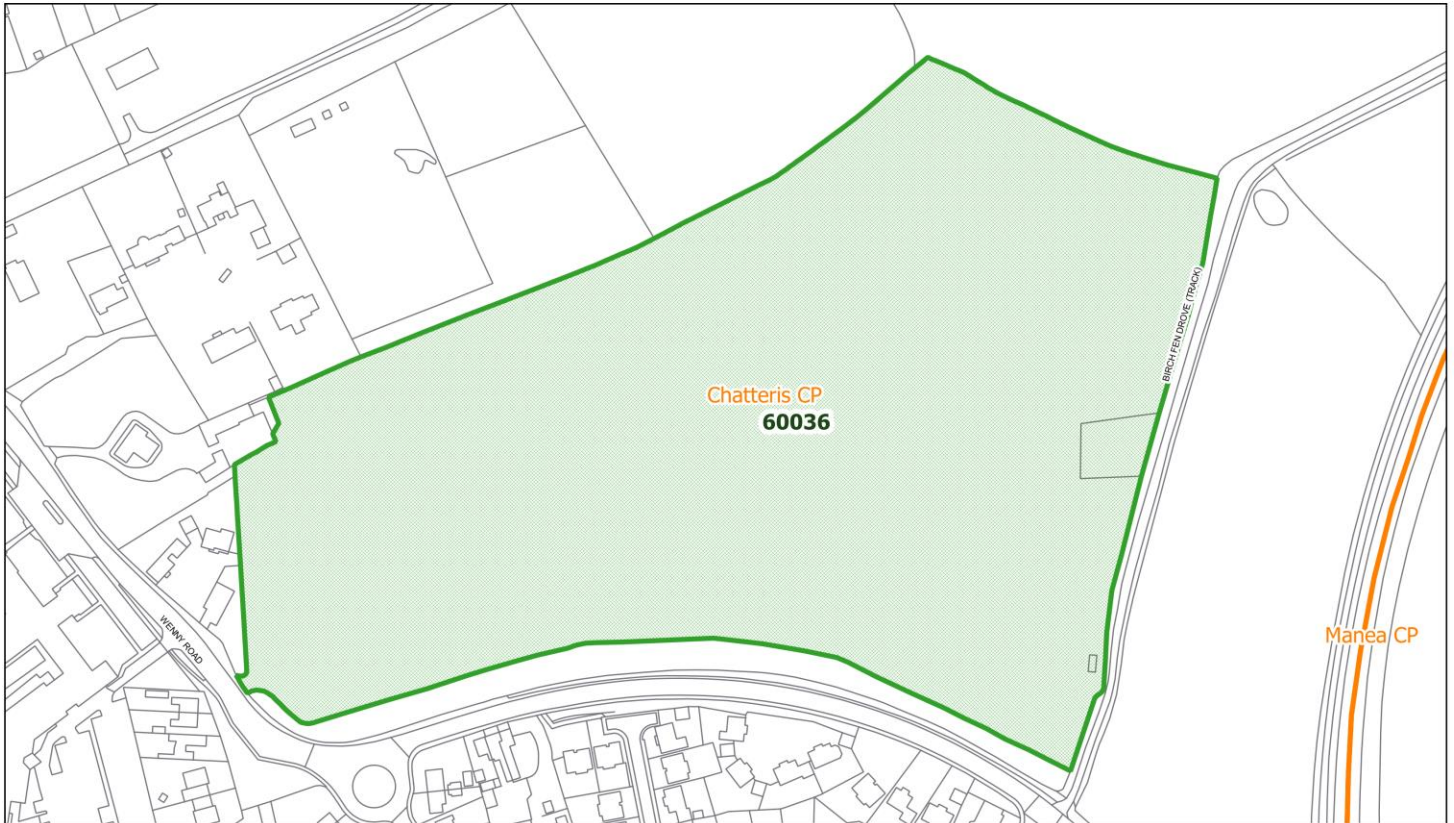 BIRCH FEN DROVE (TRACK)
Chatteris CP
60036
WENNY ROAD
Manea CP